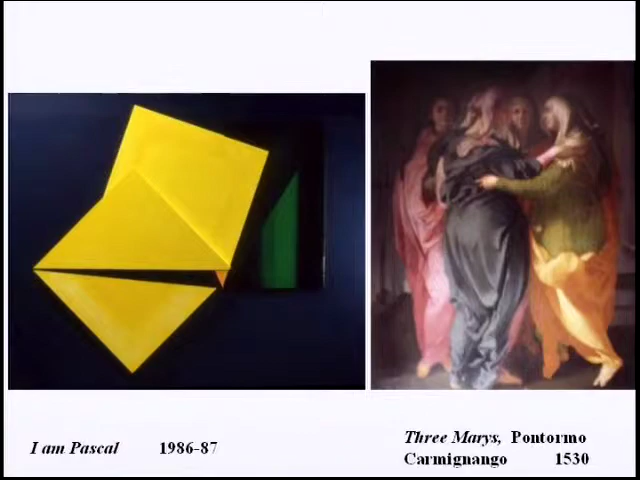 I am Pascal 1986-87
Three Marys, Pontormo
Carmignango 1530